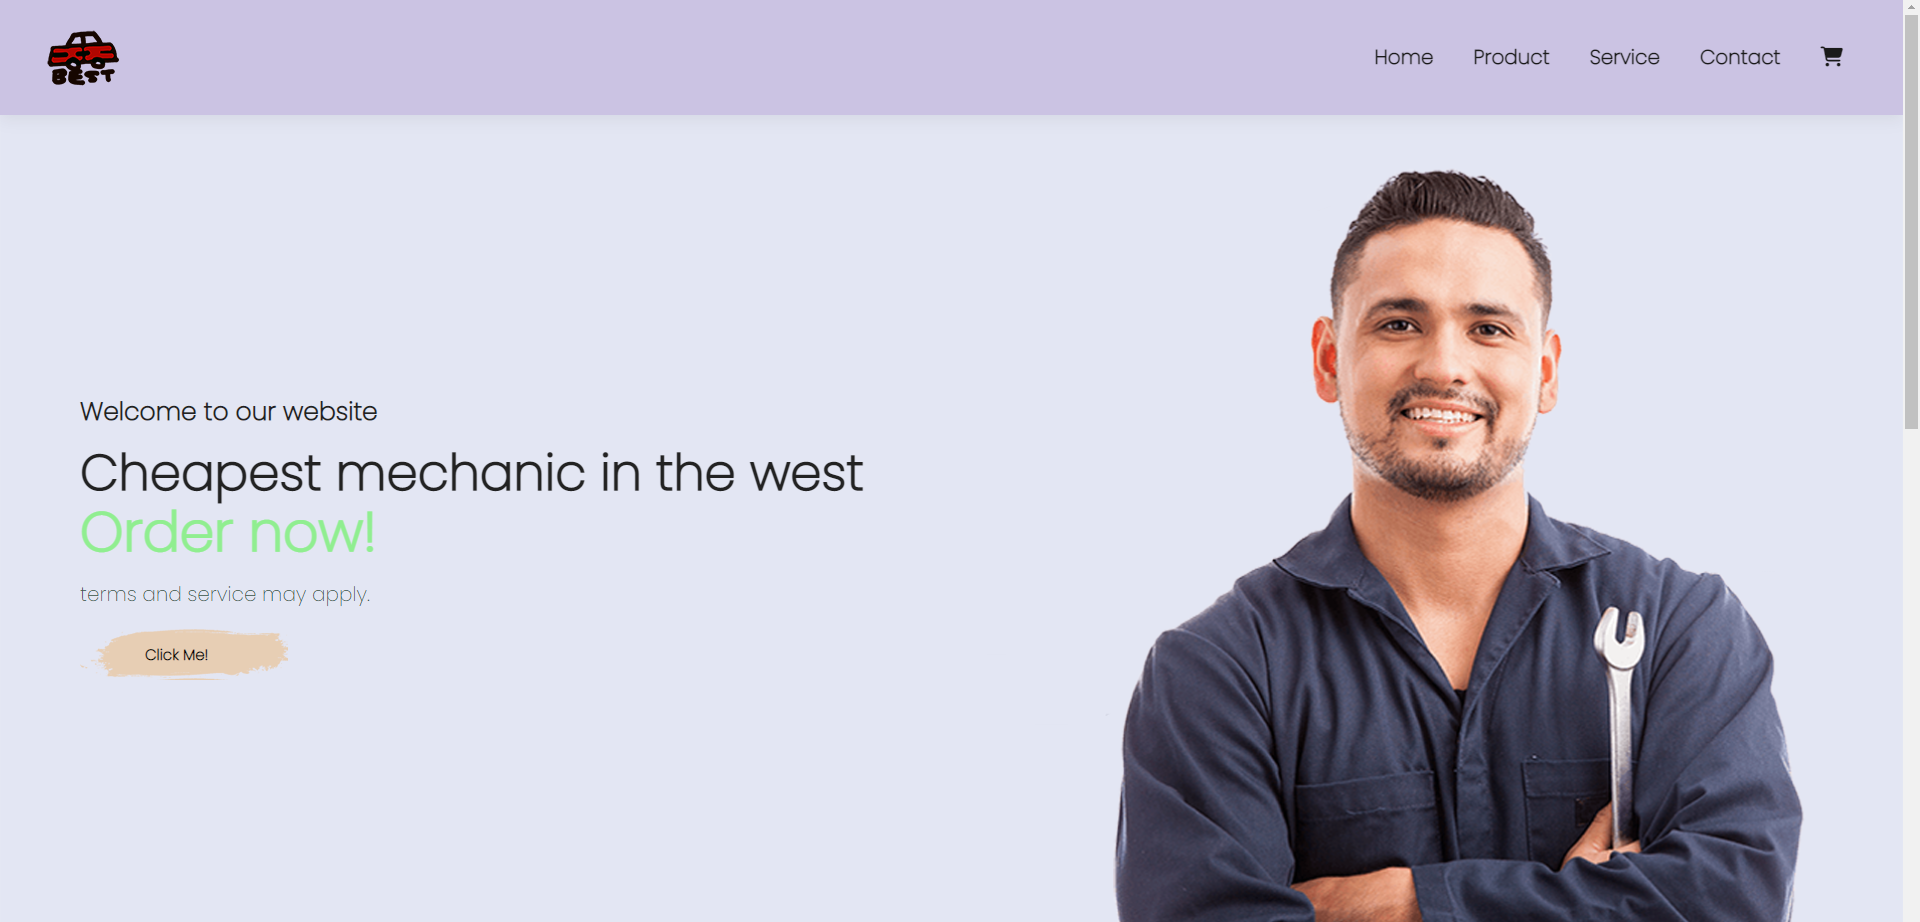 BEST
Home Product Service Contact
Welcome to our website
Cheapest mechanic in the west
Order now!
terms and service may apply.
Click Me!